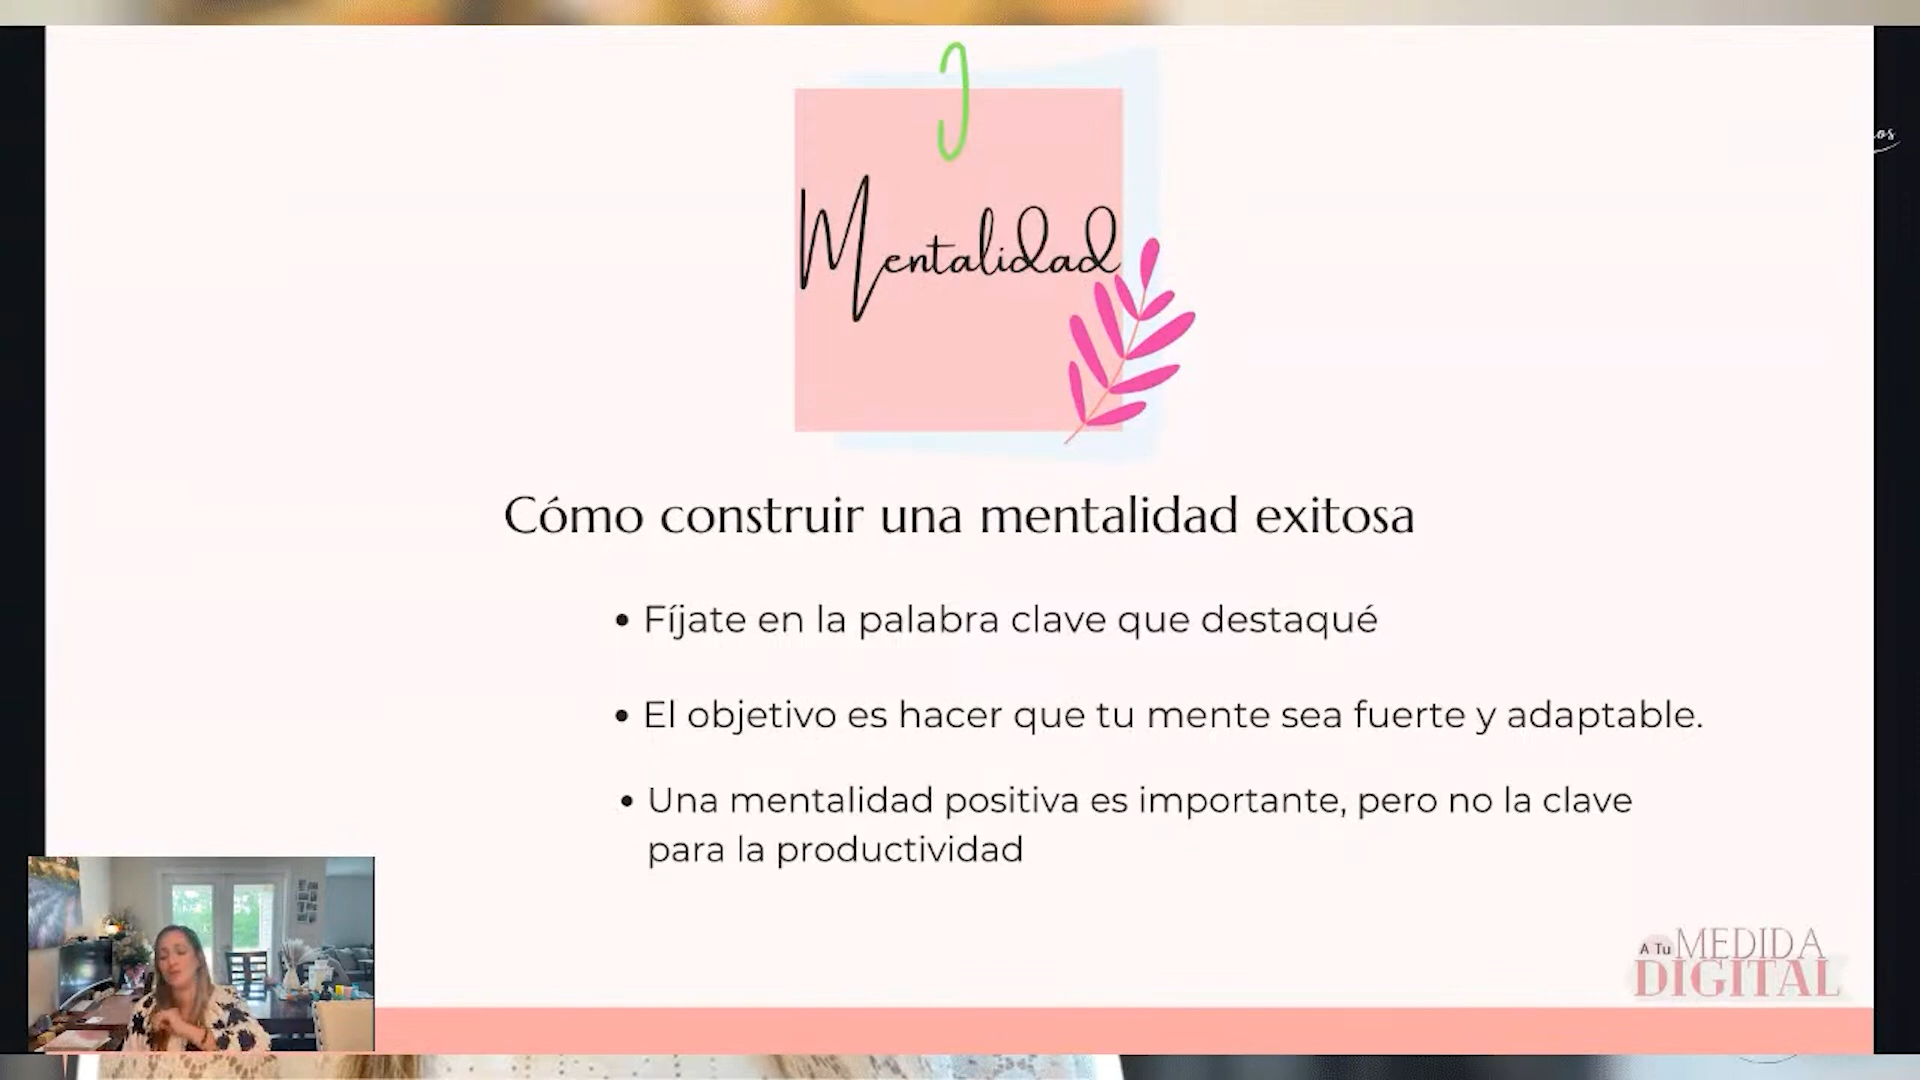 Mentalidad
os
Cómo construir una mentalidad exitosa
• Fíjate en la palabra clave que destaqué
• El objetivo es hacer que tu mente sea fuerte y adaptable.
• Una mentalidad positiva es importante, pero no la clave
para la productividad
A Tu MEDIDA
DIGITAL